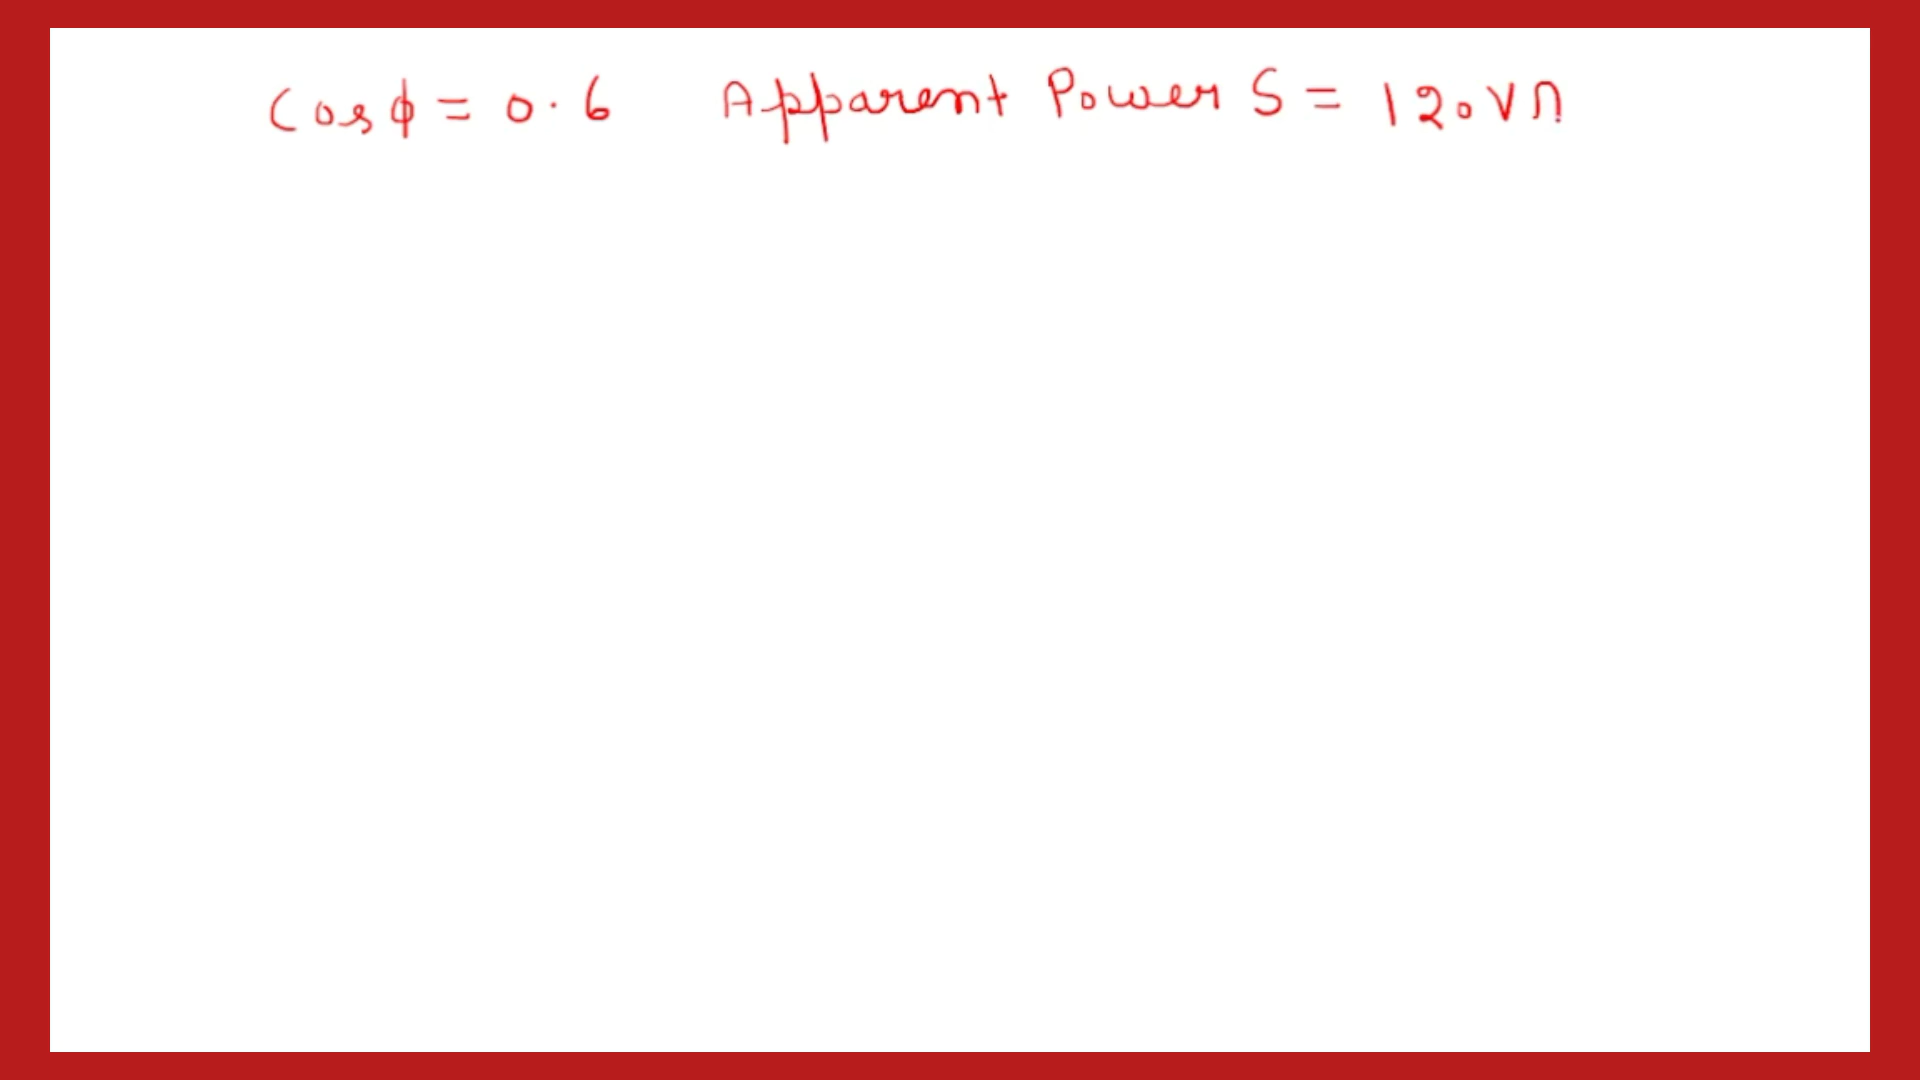 Cos ϕ = 0.6 Apparent Power S = 120 VA